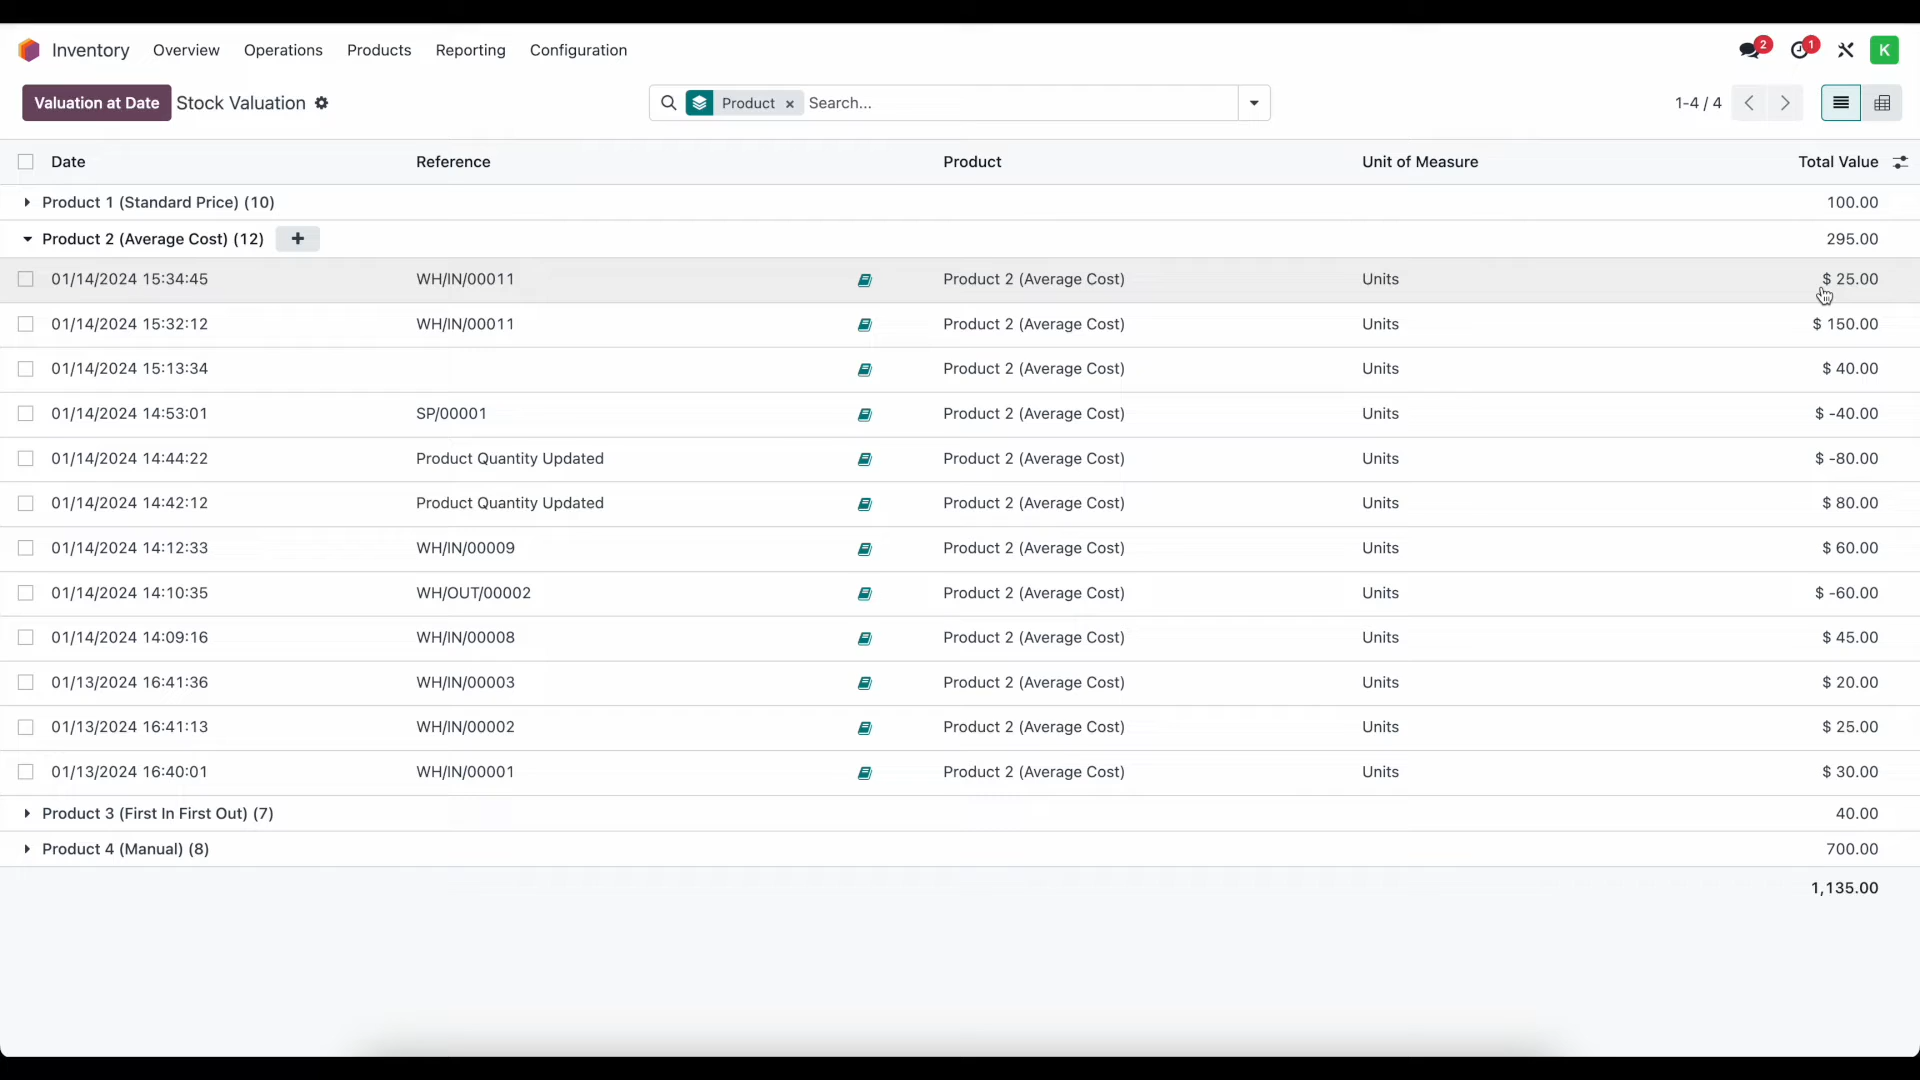 Inventory Overview Operations Products Reporting Configuration 2 1 K
Valuation at Date Stock Valuation Product × Search... 1-4 / 4
Date Reference Product Unit of Measure Total Value
Product 1 (Standard Price) (10) 100.00
Product 2 (Average Cost) (12) + 295.00
01/14/2024 15:34:45 WH/IN/00011 Product 2 (Average Cost) Units $ 25.00
01/14/2024 15:32:12 WH/IN/00011 Product 2 (Average Cost) Units $ 150.00
01/14/2024 15:13:34 Product 2 (Average Cost) Units $ 40.00
01/14/2024 14:53:01 SP/00001 Product 2 (Average Cost) Units $ -40.00
01/14/2024 14:44:22 Product Quantity Updated Product 2 (Average Cost) Units $ -80.00
01/14/2024 14:42:12 Product Quantity Updated Product 2 (Average Cost) Units $ 80.00
01/14/2024 14:12:33 WH/IN/00009 Product 2 (Average Cost) Units $ 60.00
01/14/2024 14:10:35 WH/OUT/00002 Product 2 (Average Cost) Units $ -60.00
01/14/2024 14:09:16 WH/IN/00008 Product 2 (Average Cost) Units $ 45.00
01/13/2024 16:41:36 WH/IN/00003 Product 2 (Average Cost) Units $ 20.00
01/13/2024 16:41:13 WH/IN/00002 Product 2 (Average Cost) Units $ 25.00
01/13/2024 16:40:01 WH/IN/00001 Product 2 (Average Cost) Units $ 30.00
Product 3 (First In First Out) (7) 40.00
Product 4 (Manual) (8) 700.00
1,135.00